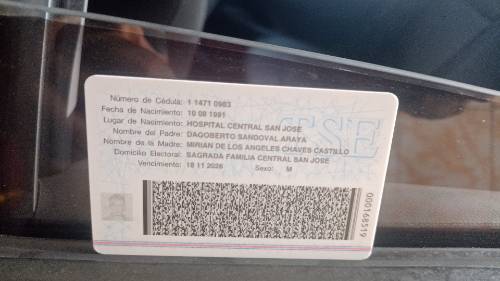 Número de Cédula: 1 1471 0983
Fecha de Nacimiento: 10 08 1991
Lugar de Nacimiento: HOSPITAL CENTRAL SAN JOSE
Nombre del Padre: DAGOBERTO SANDOVAL ARAYA
Nombre de la Madre: MIRIAN DE LOS ANGELES CHAVES CASTILLO
Domicilio Electoral: SAGRADA FAMILIA CENTRAL SAN JOSE
Vencimiento: 18 11 2026 Sexo: M
TSE
000168519